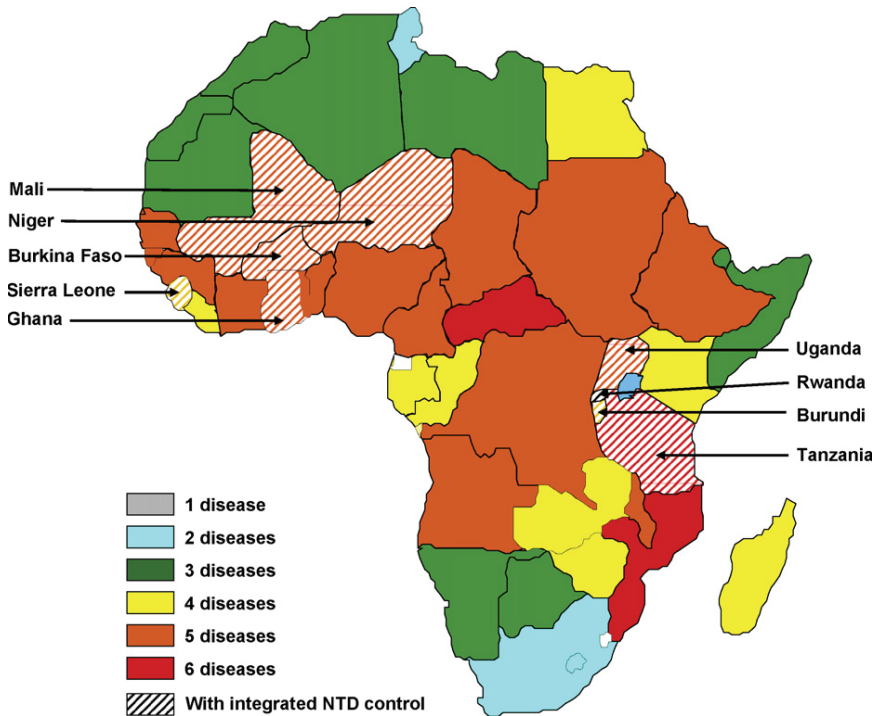 Mali
Niger
Burkina Faso
Sierra Leone
Ghana
Uganda
Rwanda
Burundi
Tanzania
1 disease
2 diseases
3 diseases
4 diseases
5 diseases
6 diseases
With integrated NTD control